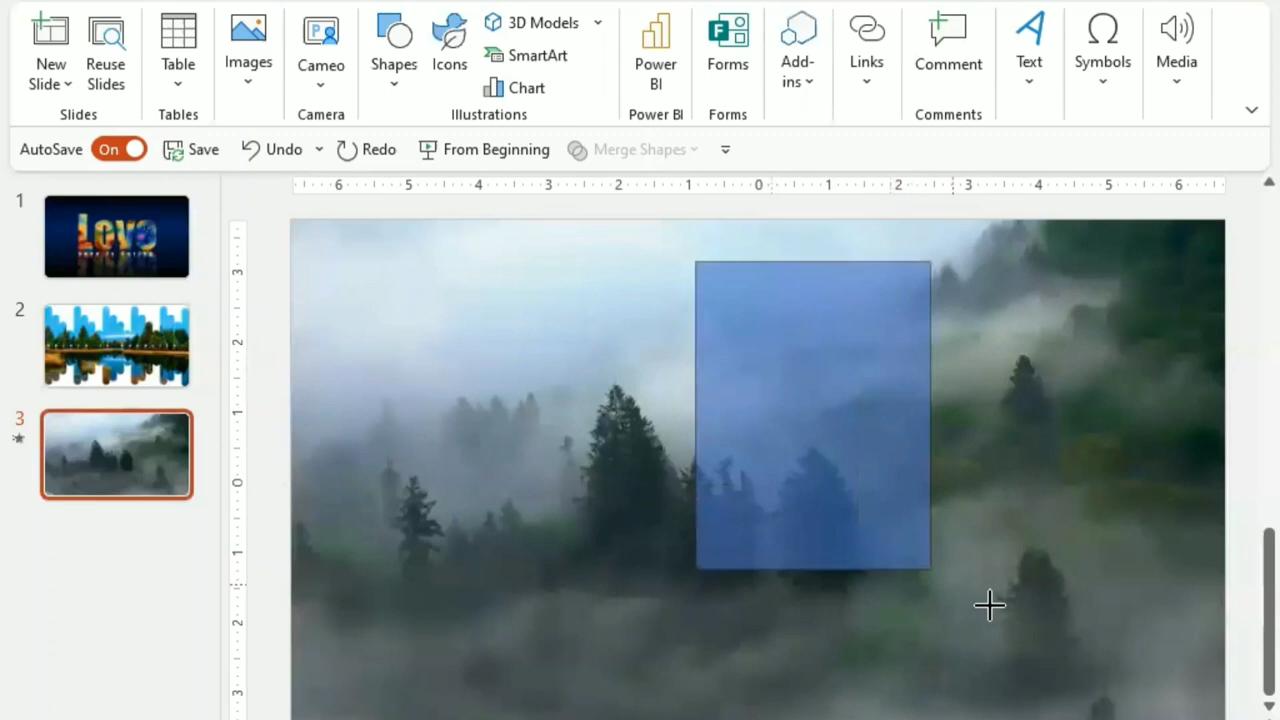 New Slide
Reuse Slides
Table
Images
Cameo
Shapes
Icons
3D Models
SmartArt
Chart
Power BI
Forms
Add-ins
Links
Comment
Text
Symbols
Media
Slides
Tables
Camera
Illustrations
Power BI
Forms
Comments
AutoSave On Save Undo Redo From Beginning Merge Shapes
6 5 4 3 2 1 0 1 2 3 4 5 6
1
Love
2
3
3
2
1
0
1
2
3